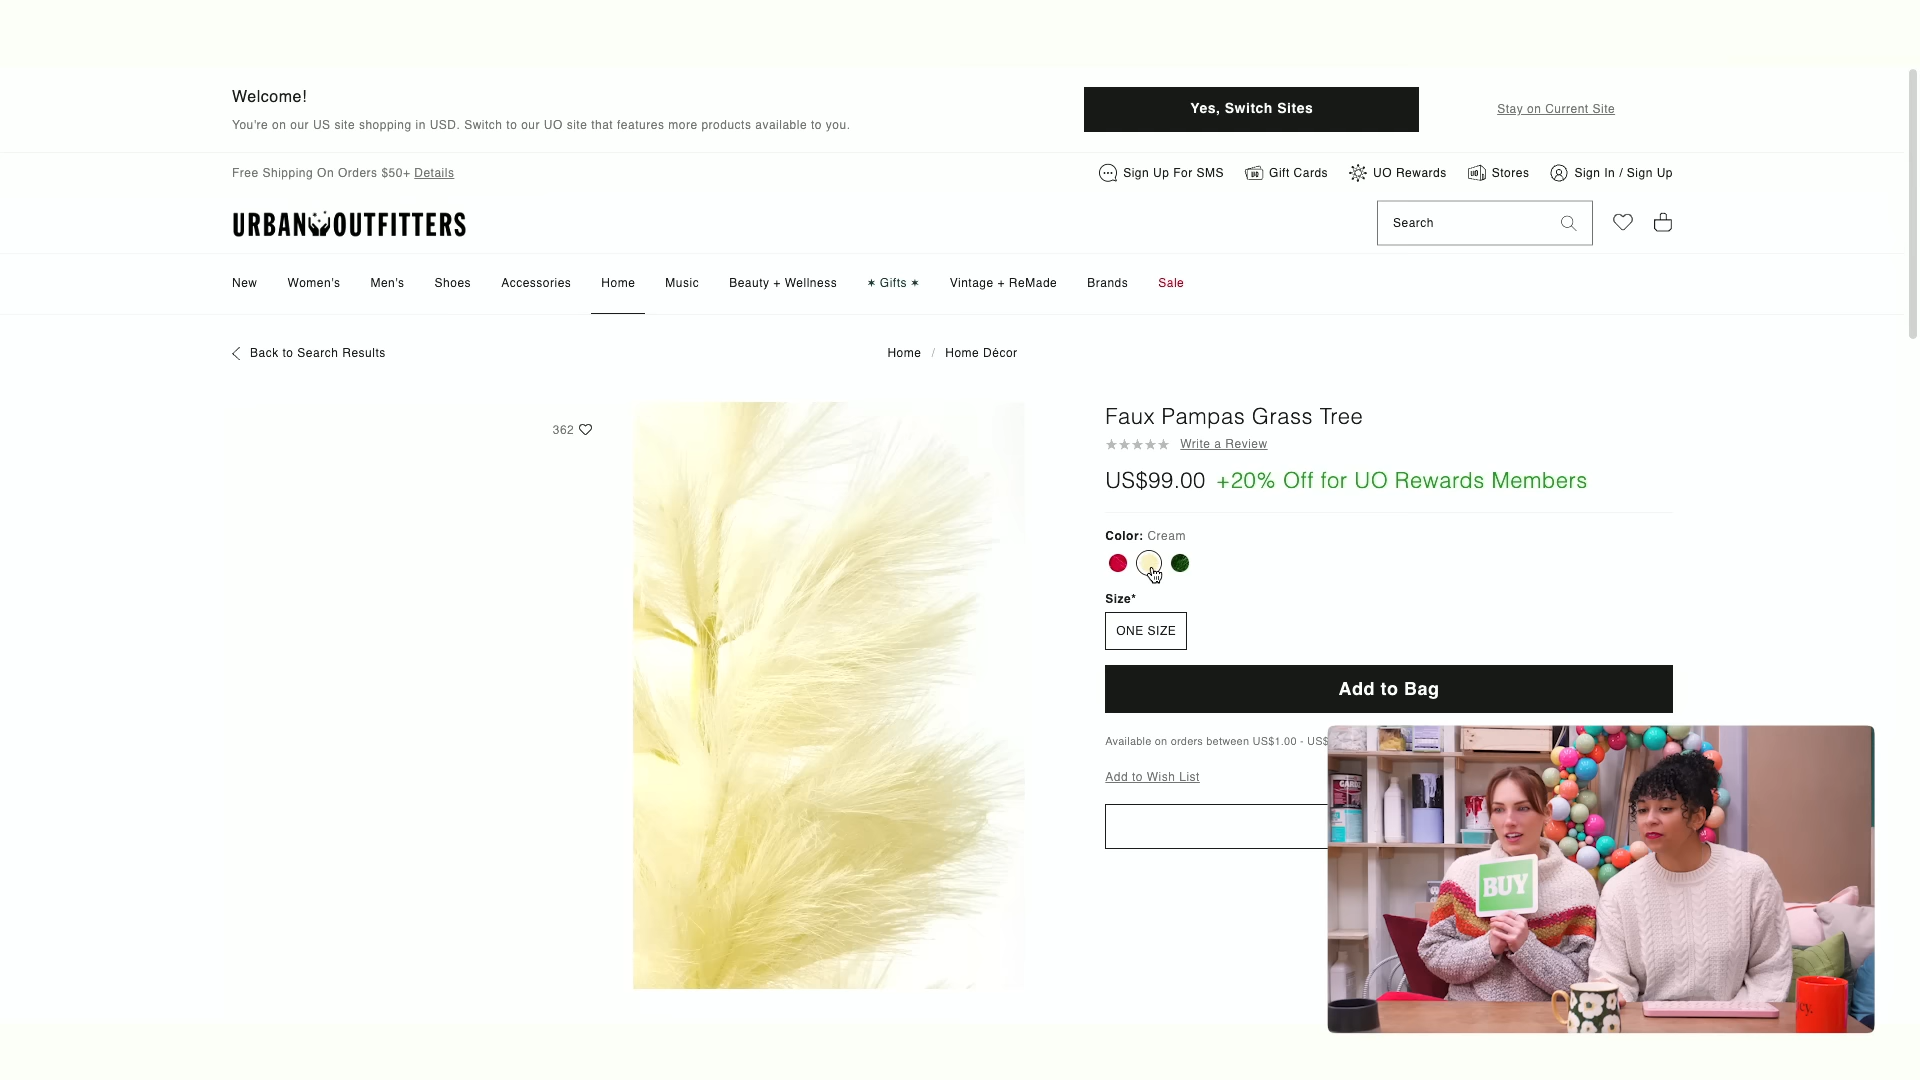 Welcome!
You're on our US site shopping in USD. Switch to our UO site that features more products available to you.
Yes, Switch Sites
Stay on Current Site
Free Shipping On Orders $50+ Details
Sign Up For SMS
Gift Cards
UO Rewards
Stores
Sign In / Sign Up
URBAN OUTFITTERS
Search
New
Women's
Men's
Shoes
Accessories
Home
Music
Beauty + Wellness
✶ Gifts ✶
Vintage + ReMade
Brands
Sale
Back to Search Results
Home / Home Décor
362
Faux Pampas Grass Tree
★★★★★ Write a Review
US$99.00 +20% Off for UO Rewards Members
Color: Cream
Size*
ONE SIZE
Add to Bag
Available on orders between US$1.00 - US$
Add to Wish List
BUY